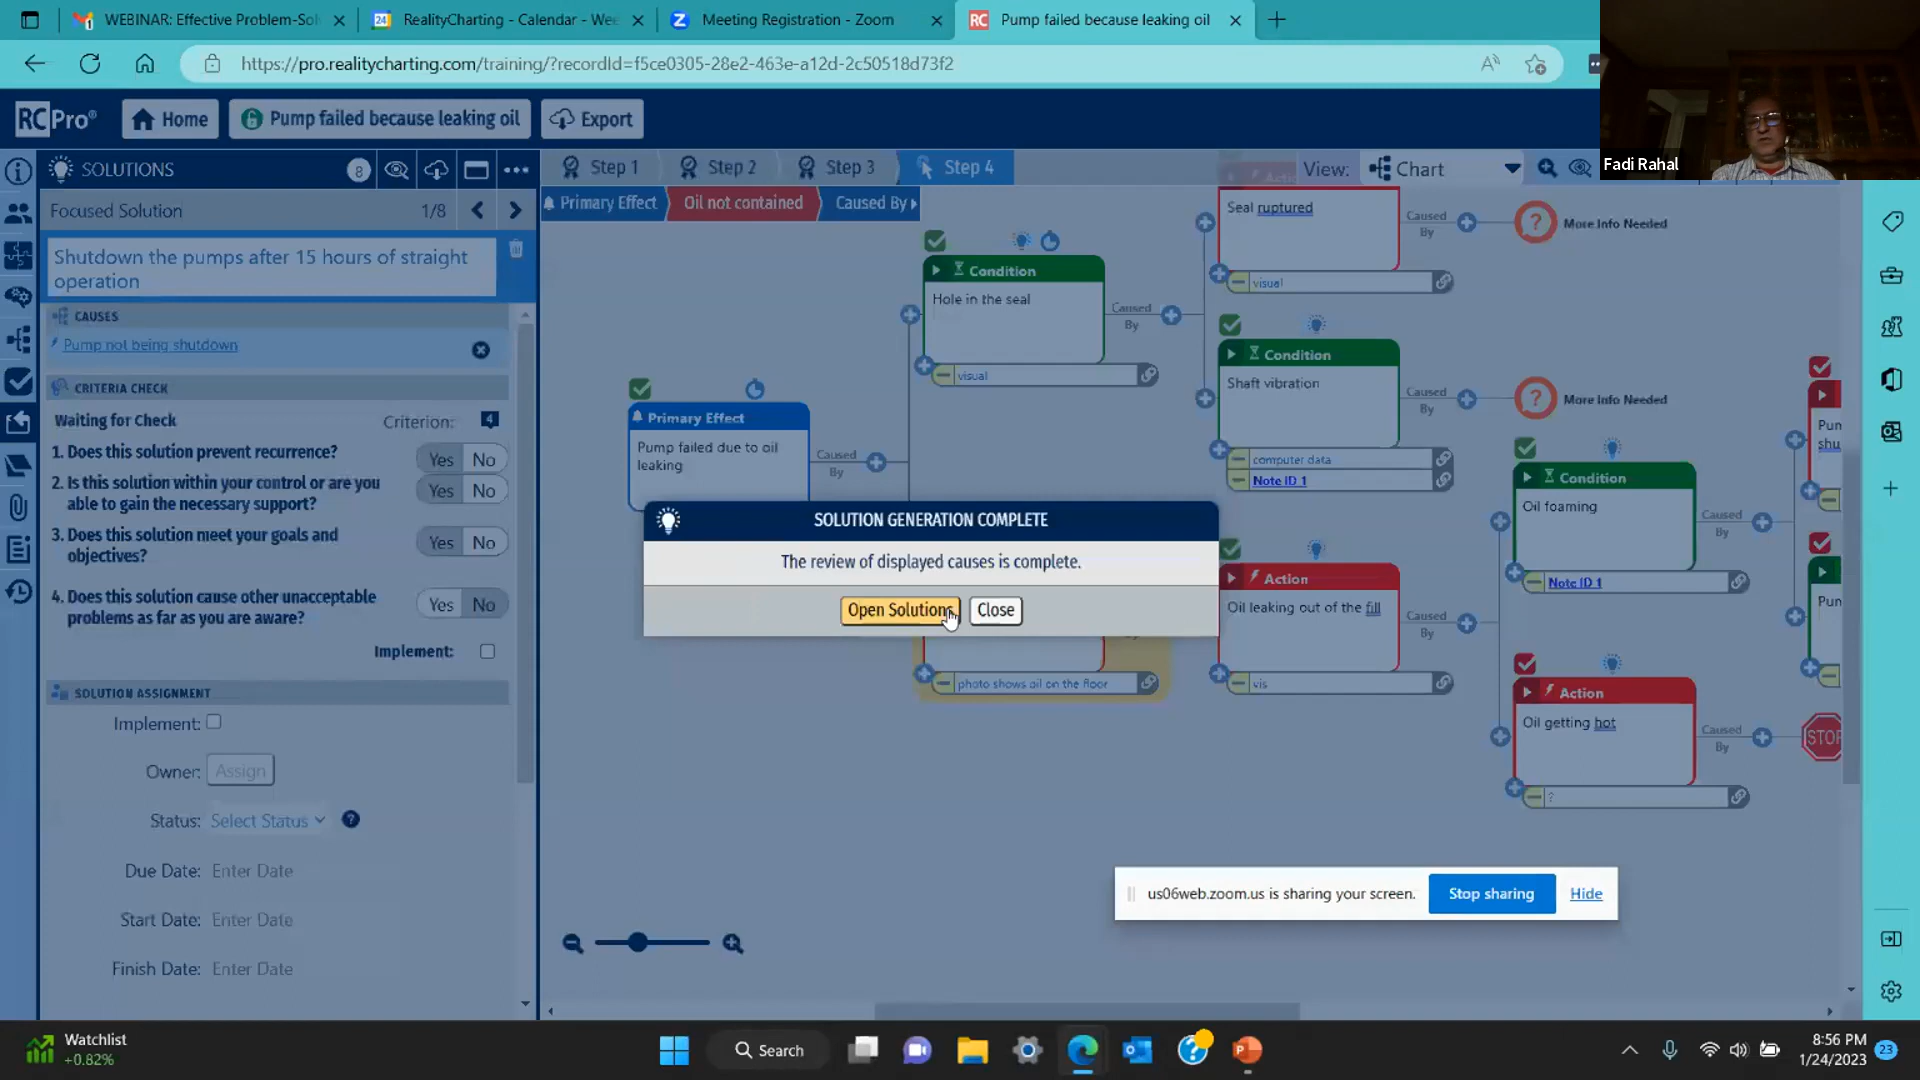 WEBINAR: Effective Problem-Sol
RealityCharting - Calendar - Wee
Meeting Registration - Zoom
Pump failed because leaking oil
https://pro.realitycharting.com/training/?recordId=f5ce0305-28e2-463e-a12d-2c50518d73f2
Fadi Rahal
RC Pro®
Home
Pump failed because leaking oil
Export
SOLUTIONS
8
Step 1
Step 2
Step 3
Step 4
View:
Chart
Focused Solution
1/8
Primary Effect
Oil not contained
Caused By
Shutdown the pumps after 15 hours of straight
operation
CAUSES
Pump not being shutdown
CRITERIA CHECK
Waiting for Check
Criterion:
4
1. Does this solution prevent recurrence?
Yes No
2. Is this solution within your control or are you
able to gain the necessary support?
Yes No
3. Does this solution meet your goals and
objectives?
Yes No
4. Does this solution cause other unacceptable
problems as far as you are aware?
Yes No
Implement:
SOLUTION ASSIGNMENT
Implement:
Owner: Assign
Status: Select Status
Due Date: Enter Date
Start Date: Enter Date
Finish Date: Enter Date
Primary Effect
Pump failed due to oil
leaking
Caused
By
Condition
Hole in the seal
visual
Caused
By
Seal ruptured
visual
Caused
By
More Info Needed
Condition
Shaft vibration
computer data
Note ID 1
Caused
By
More Info Needed
SOLUTION GENERATION COMPLETE
The review of displayed causes is complete.
Open Solutions
Close
photo shows oil on the floor
Action
Oil leaking out of the fill
vis
Caused
By
Condition
Oil foaming
Note ID 1
Caused
By
Action
Oil getting hot
?
Caused
By
STOP
Pum
shu
Pun
us06web.zoom.us is sharing your screen.
Stop sharing
Hide
Watchlist
+0.82%
Search
8:56 PM
1/24/2023
23